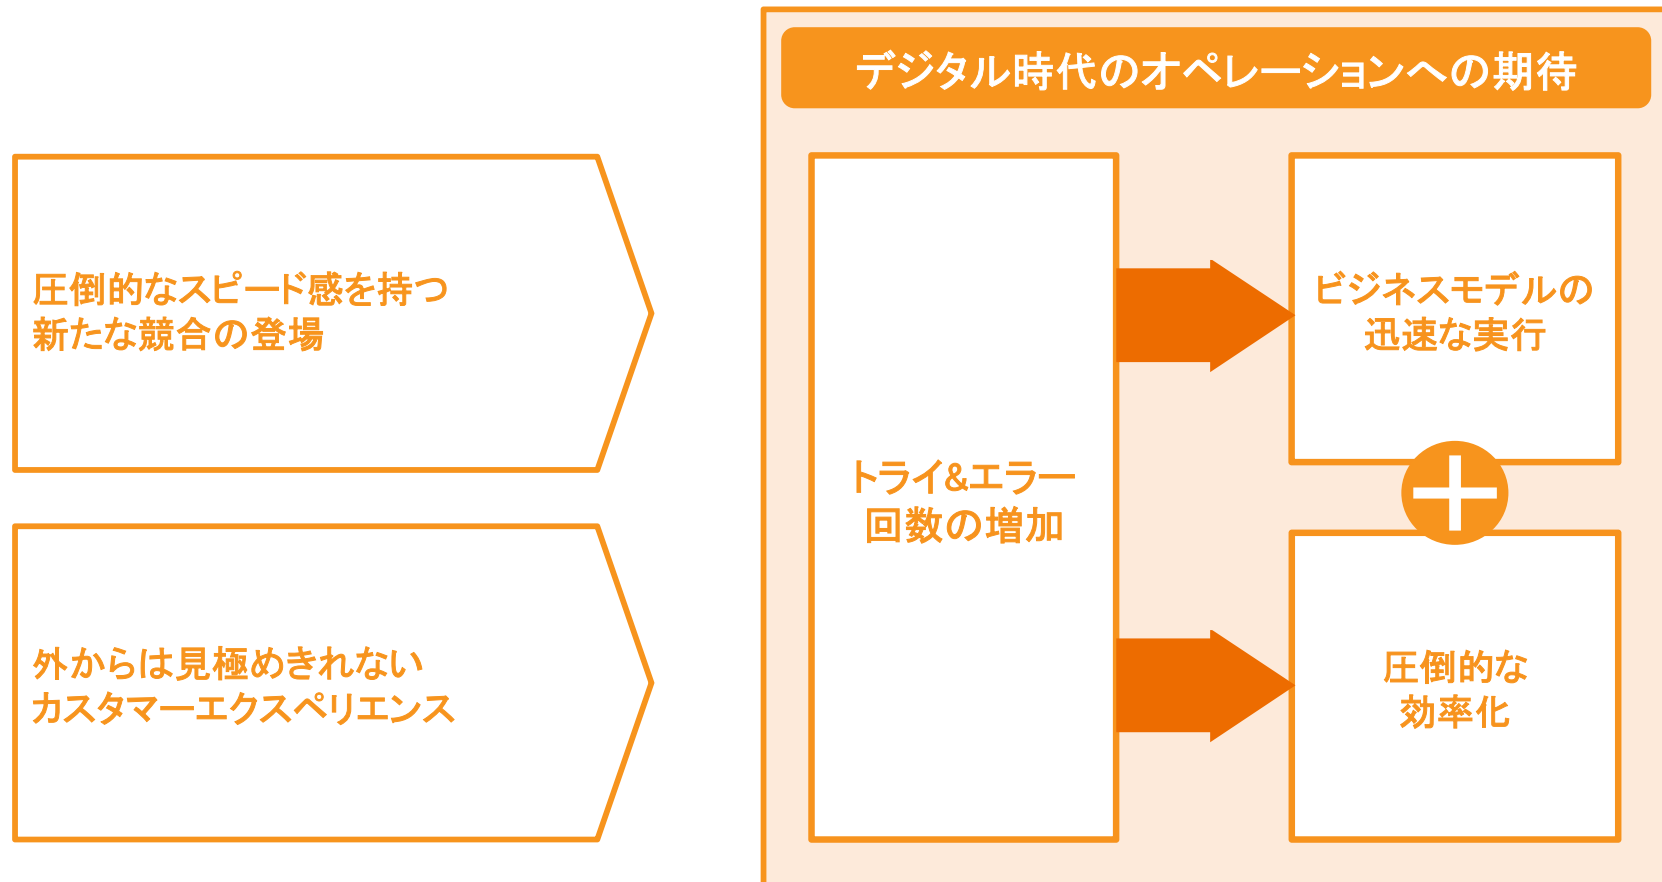 デジタル時代のオペレーションへの期待
圧倒的なスピード感を持つ
新たな競合の登場
外からは見極めきれない
カスタマーエクスペリエンス
トライ&エラー
回数の増加
ビジネスモデルの
迅速な実行
圧倒的な
効率化